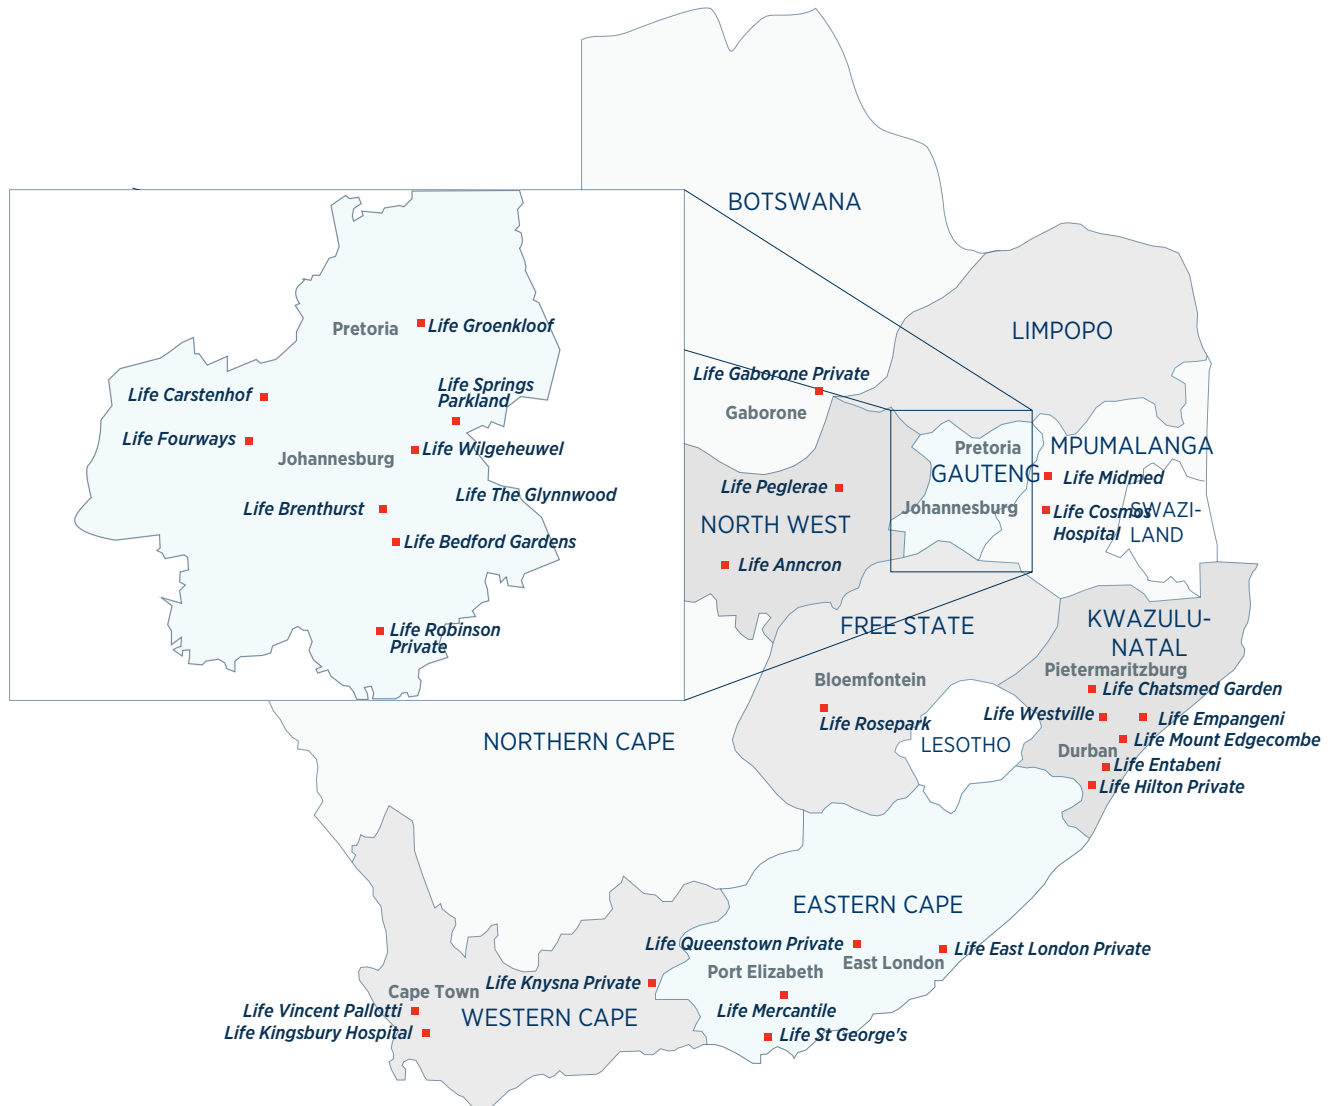 BOTSWANA
LIMPOPO
Pretoria
Life Groenkloof
Life Carstenhof
Life Springs
Parkland
Life Fourways
Johannesburg
Life Wilgeheuwel
Life The Glynnwood
Life Brenthurst
Life Bedford Gardens
Life Robinson
Private
Life Gaborone Private
Gaborone
Pretoria
MPUMALANGA
GAUTENG
Life Midmed
Life Peglerae
Johannesburg
Life Cosmos
Hospital
SWAZI-
LAND
NORTH WEST
Life Anncron
FREE STATE
KWAZULU-
NATAL
Pietermaritzburg
Bloemfontein
Life Chatsmed Garden
Life Rosepark
Life Westville
Life Empangeni
LESOTHO
Life Mount Edgecombe
Durban
Life Entabeni
Life Hilton Private
NORTHERN CAPE
EASTERN CAPE
Life Queenstown Private
Life East London Private
East London
Port Elizabeth
Life Knysna Private
Cape Town
Life Mercantile
Life Vincent Pallotti
WESTERN CAPE
Life Kingsbury Hospital
Life St George's